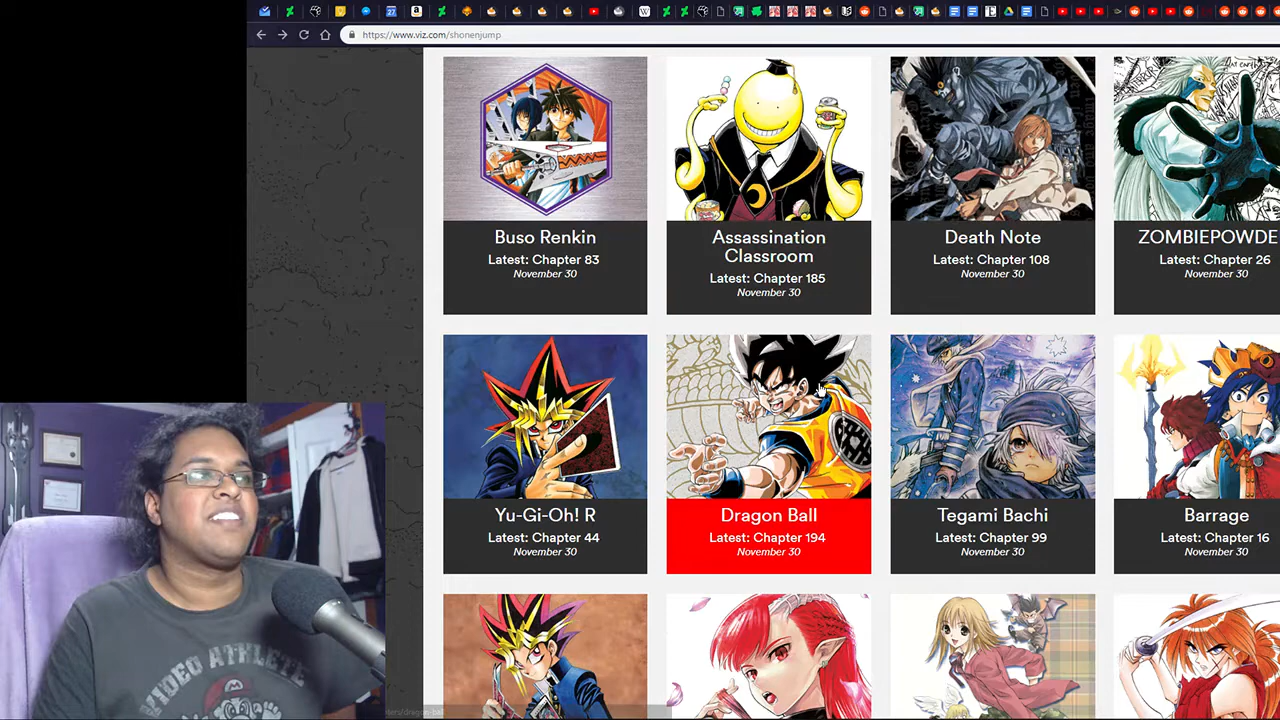 https://www.viz.com/shonenjump
Buso Renkin
Latest: Chapter 83
November 30
Assassination
Classroom
Latest: Chapter 185
November 30
Death Note
Latest: Chapter 108
November 30
ZOMBIEPOWDE
Latest: Chapter 26
November 30
Yu-Gi-Oh! R
Latest: Chapter 44
November 30
Dragon Ball
Latest: Chapter 194
November 30
Tegami Bachi
Latest: Chapter 99
November 30
Barrage
Latest: Chapter 16
November 30
VIDEO ATHLETE